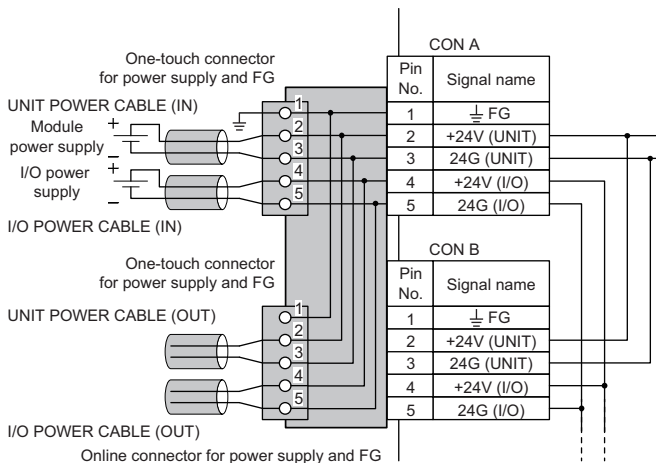 CON A
One-touch connector
for power supply and FG
Pin
No.
Signal name
UNIT POWER CABLE (IN)
1
1
FG
Module
power supply
+
–
2
2
+24V (UNIT)
3
3
24G (UNIT)
I/O power
supply
+
–
4
4
+24V (I/O)
5
5
24G (I/O)
I/O POWER CABLE (IN)
CON B
One-touch connector
for power supply and FG
Pin
No.
Signal name
UNIT POWER CABLE (OUT)
1
1
FG
2
2
+24V (UNIT)
3
3
24G (UNIT)
4
4
+24V (I/O)
5
5
24G (I/O)
I/O POWER CABLE (OUT)
Online connector for power supply and FG